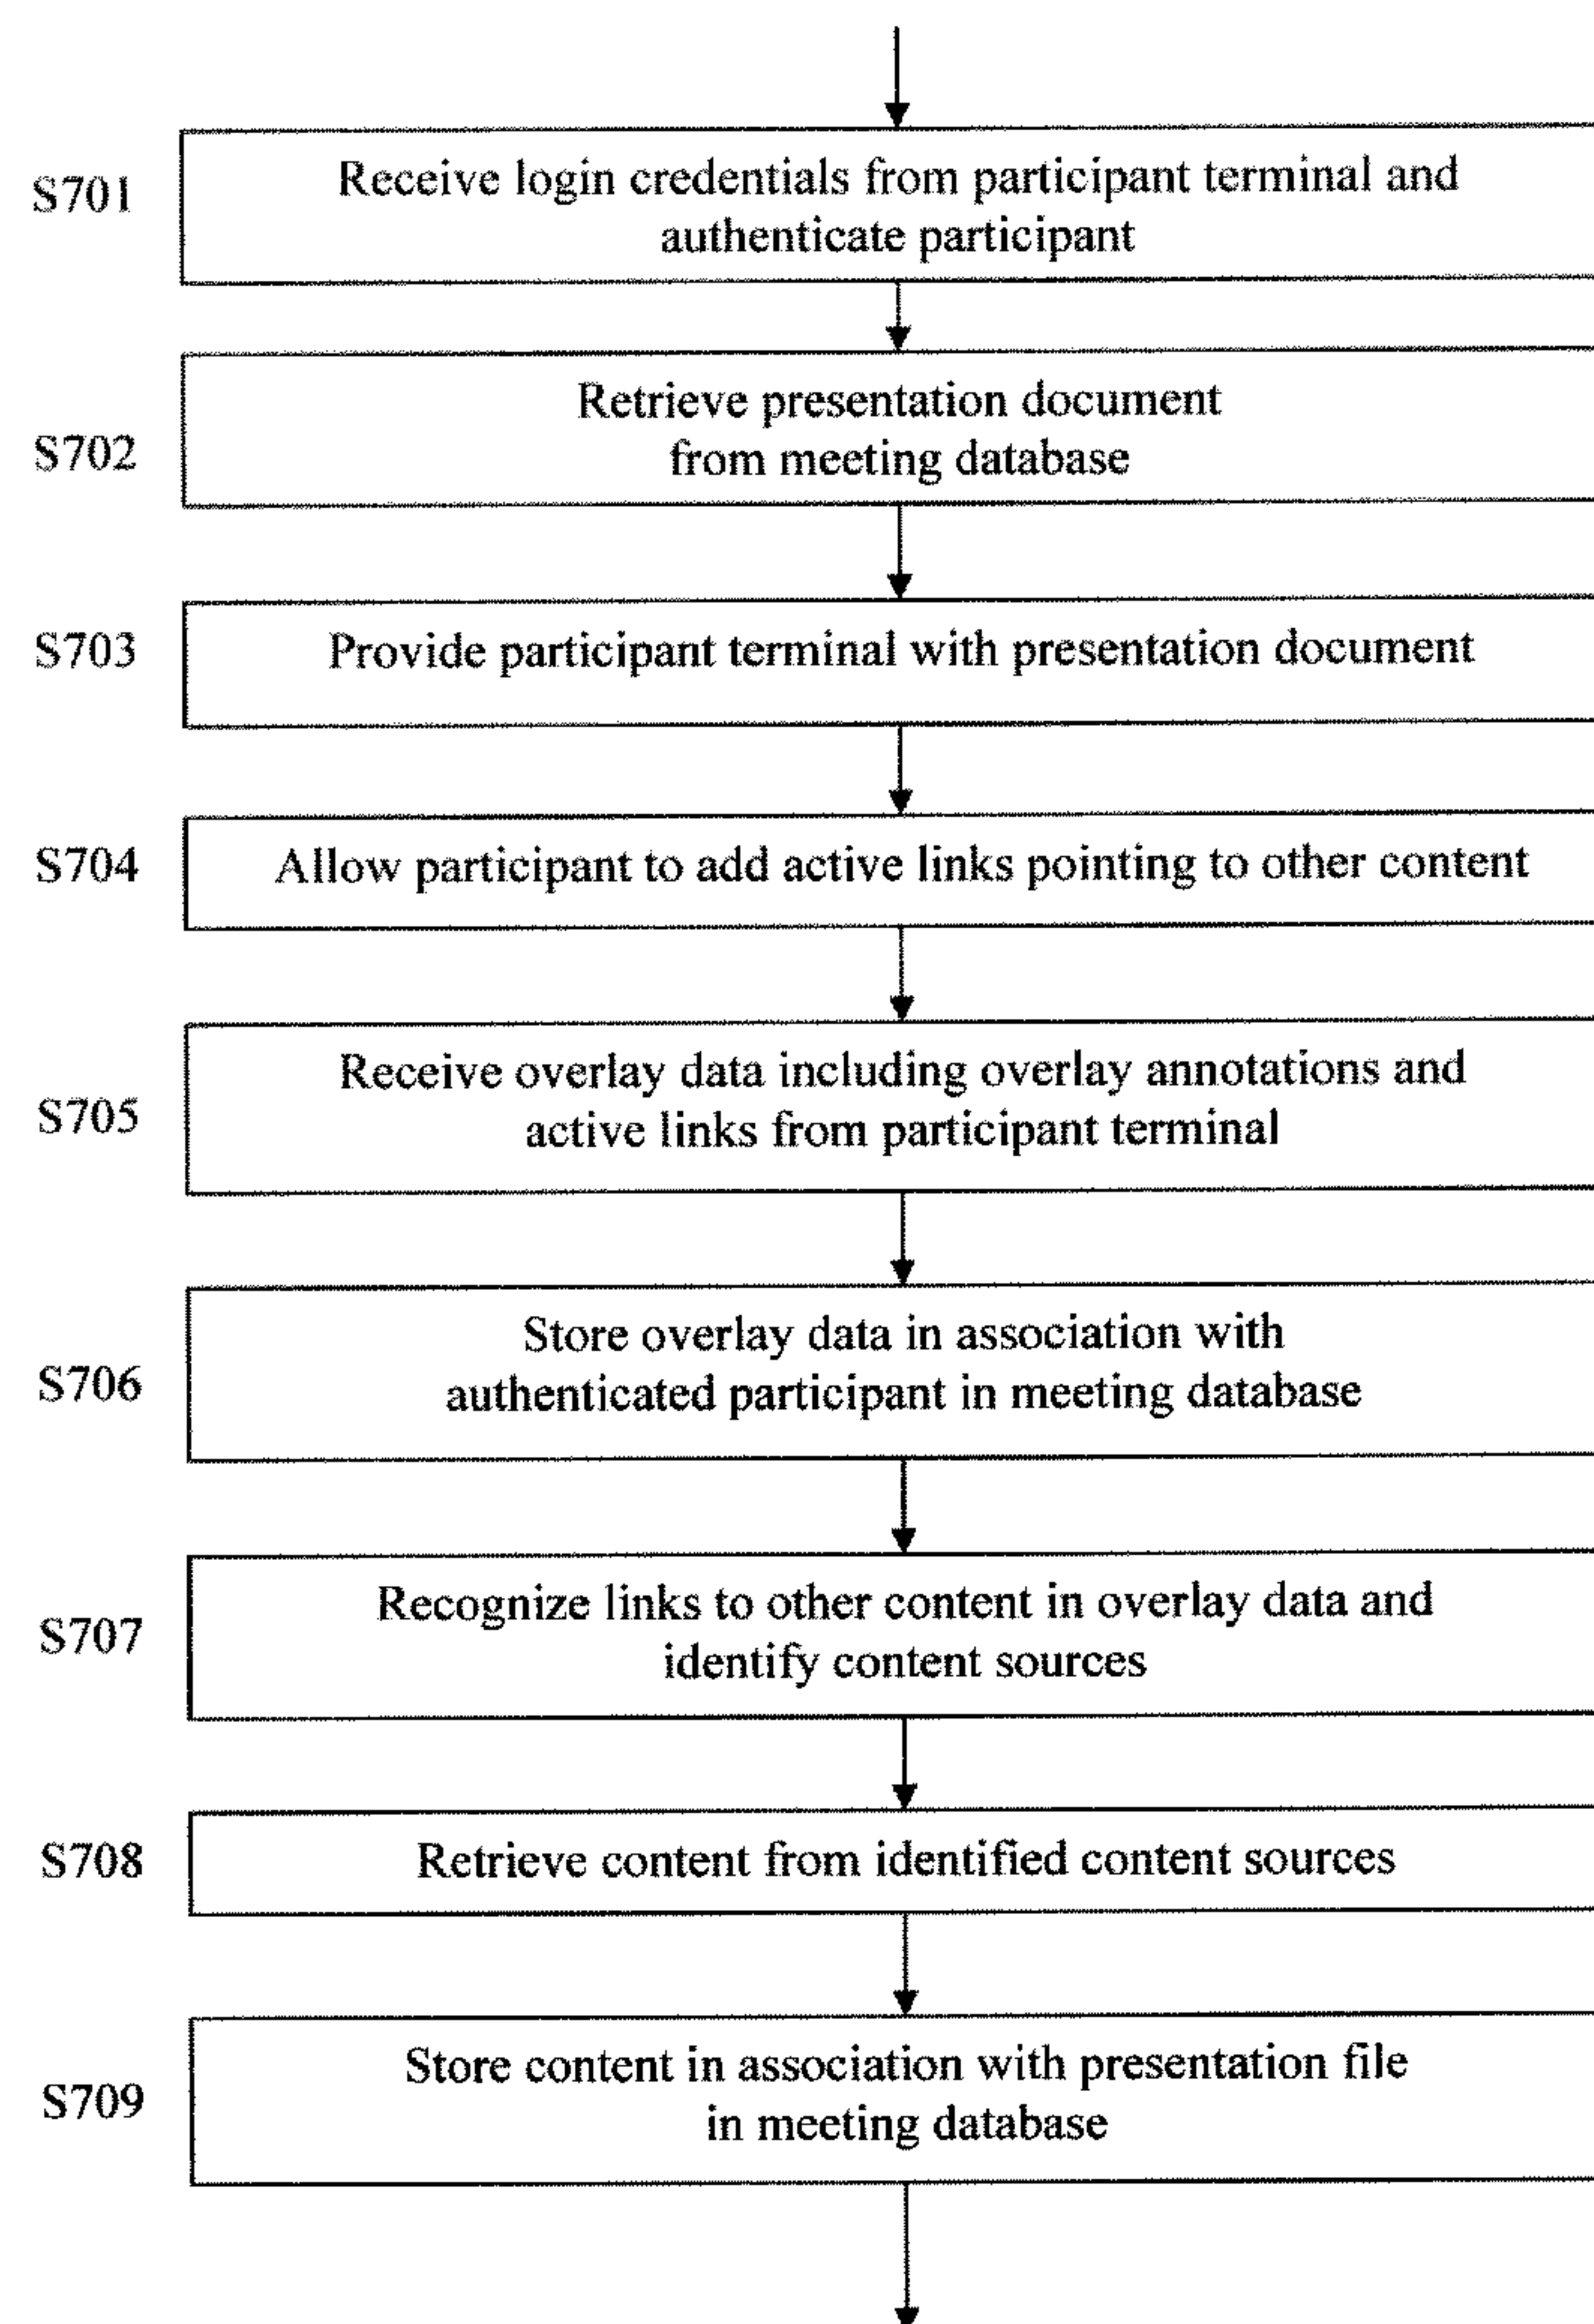 S701
Receive login credentials from participant terminal and
authenticate participant
S702
Retrieve presentation document
from meeting database
S703
Provide participant terminal with presentation document
S704
Allow participant to add active links pointing to other content
S705
Receive overlay data including overlay annotations and
active links from participant terminal
S706
Store overlay data in association with
authenticated participant in meeting database
S707
Recognize links to other content in overlay data and
identify content sources
S708
Retrieve content from identified content sources
S709
Store content in association with presentation file
in meeting database